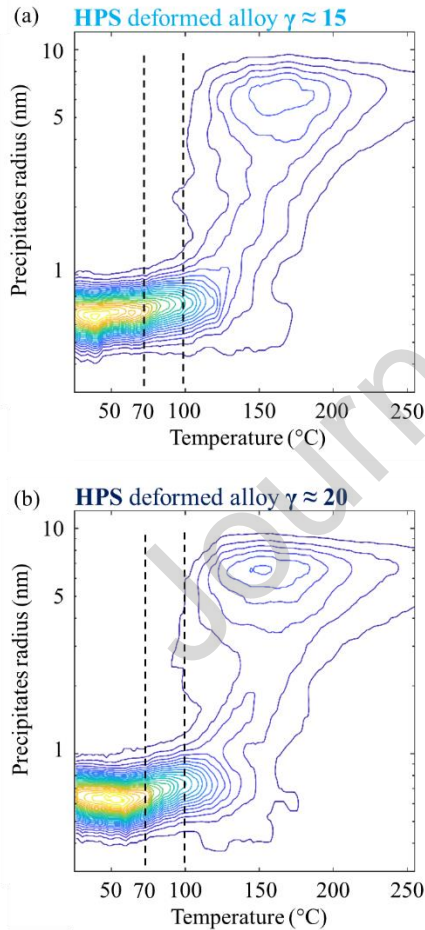 (a) HPS deformed alloy γ ≈ 15
10
5
1
Precipitates radius (nm)
50 70 100 150 200 250
Temperature (°C)
Journ
(b) HPS deformed alloy γ ≈ 20
10
5
1
Precipitates radius (nm)
50 70 100 150 200 250
Temperature (°C)